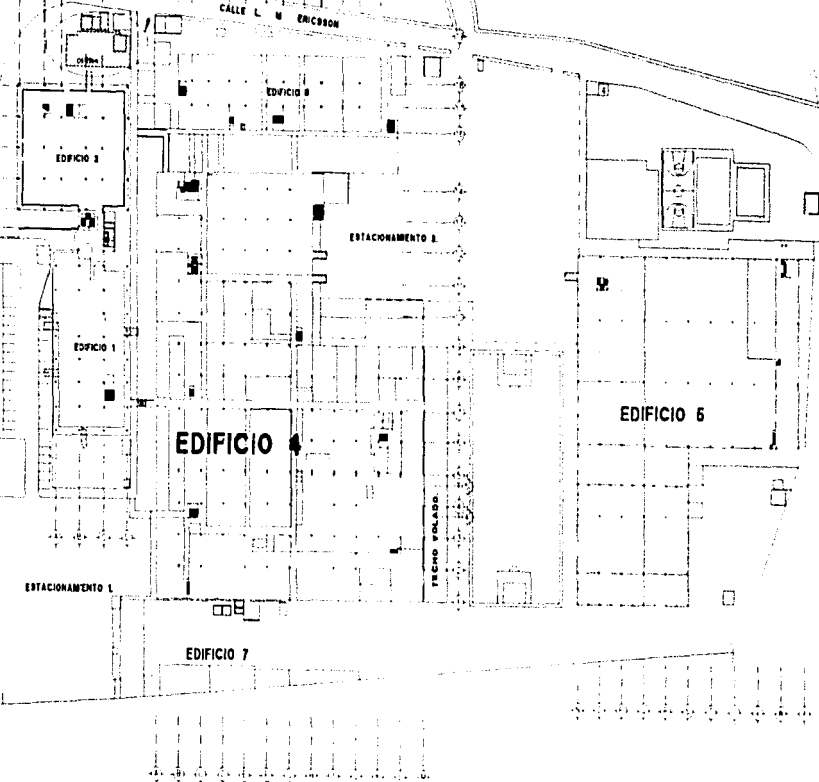 CALLE L. M. ERICSSON
EDIFICIO 8
EDIFICIO 3
ESTACIONAMIENTO 2.
EDIFICIO 1
EDIFICIO 5
EDIFICIO 4
TECHO VOLADO.
ESTACIONAMIENTO 1.
EDIFICIO 7